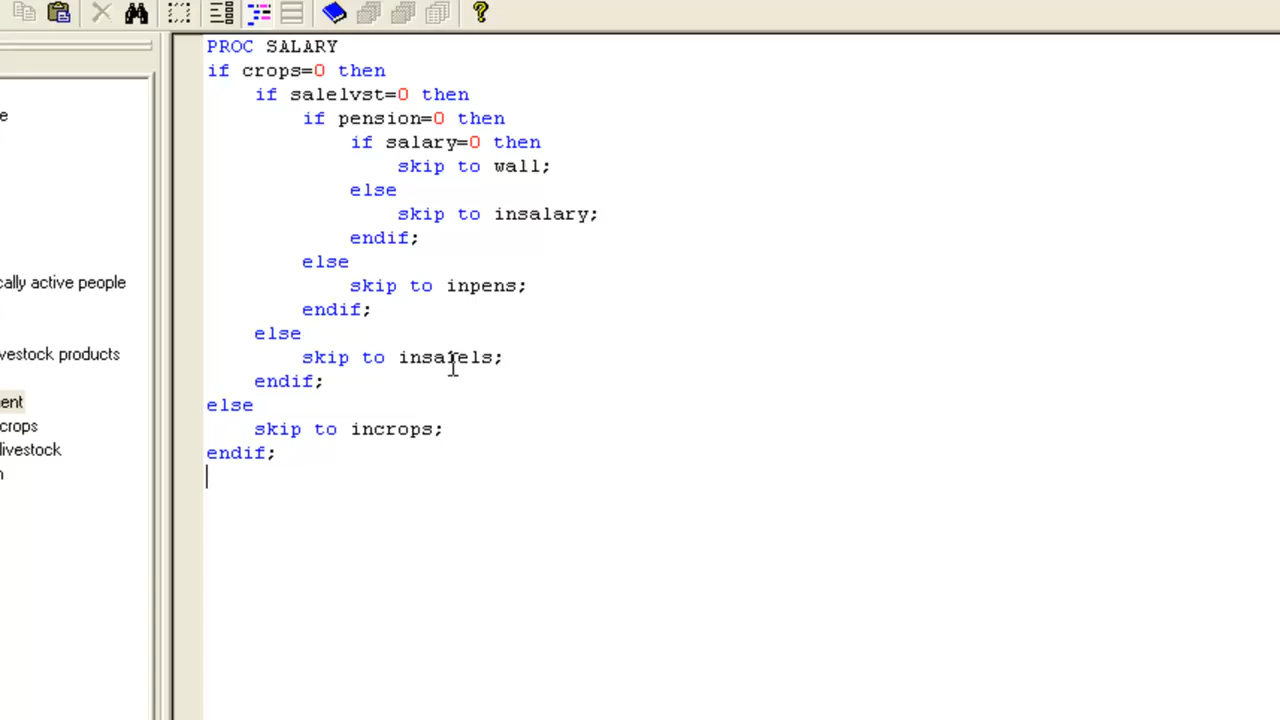 PROC SALARY
if crops=0 then
if salelvst=0 then
if pension=0 then
if salary=0 then
skip to wall;
else
skip to insalary;
endif;
else
skip to inpens;
endif;
else
skip to insalels;
endif;
else
skip to incrops;
endif;
e
cally active people
vestock products
ent
crops
livestock
n